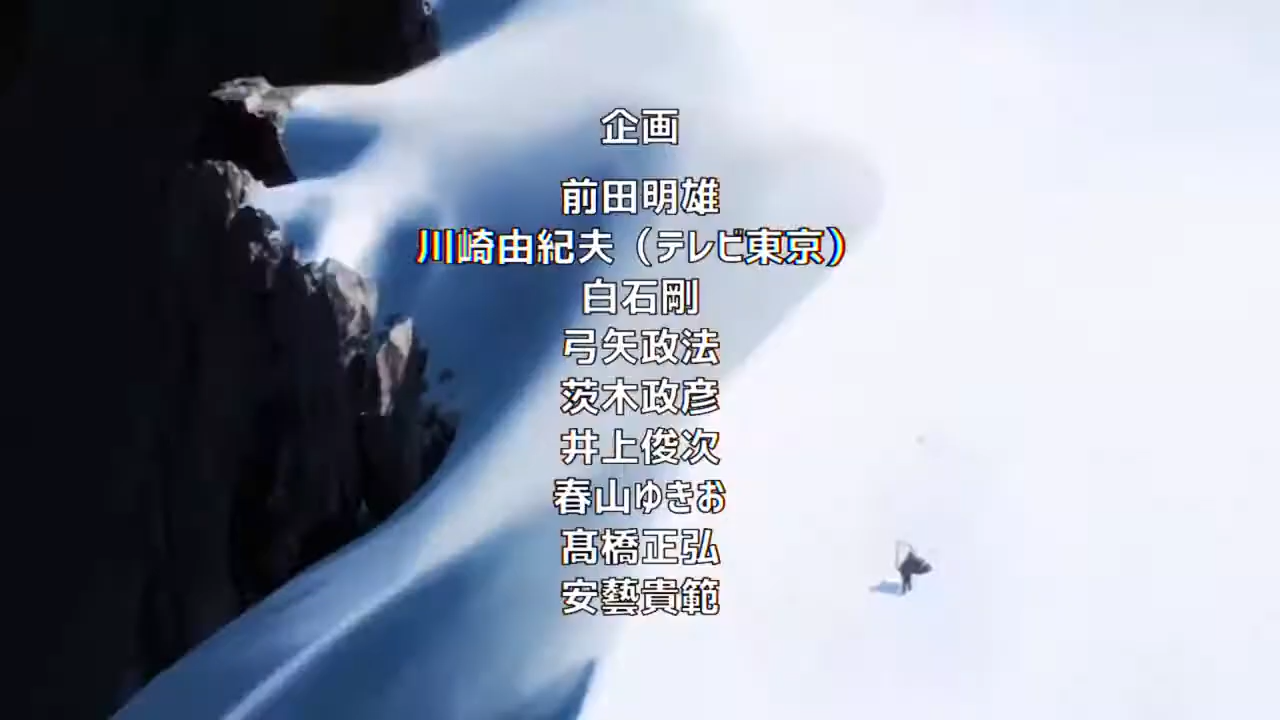 企画
前田明雄
川崎由紀夫（テレビ東京）
白石剛
弓矢政法
茨木政彦
井上俊次
春山ゆきお
髙橋正弘
安藝貴範